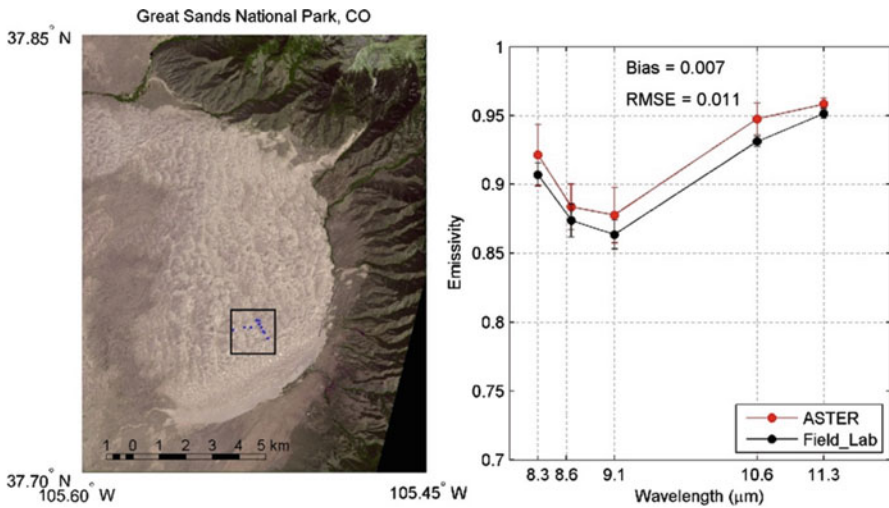 Great Sands National Park, CO
37.85° N
37.70° N
105.60° W
105.45° W
1 0 1 2 3 4 5 km
Bias = 0.007
RMSE = 0.011
Emissivity
1
0.95
0.9
0.85
0.8
0.75
0.7
ASTER
Field_Lab
8.3 8.6 9.1 10.6 11.3
Wavelength (μm)